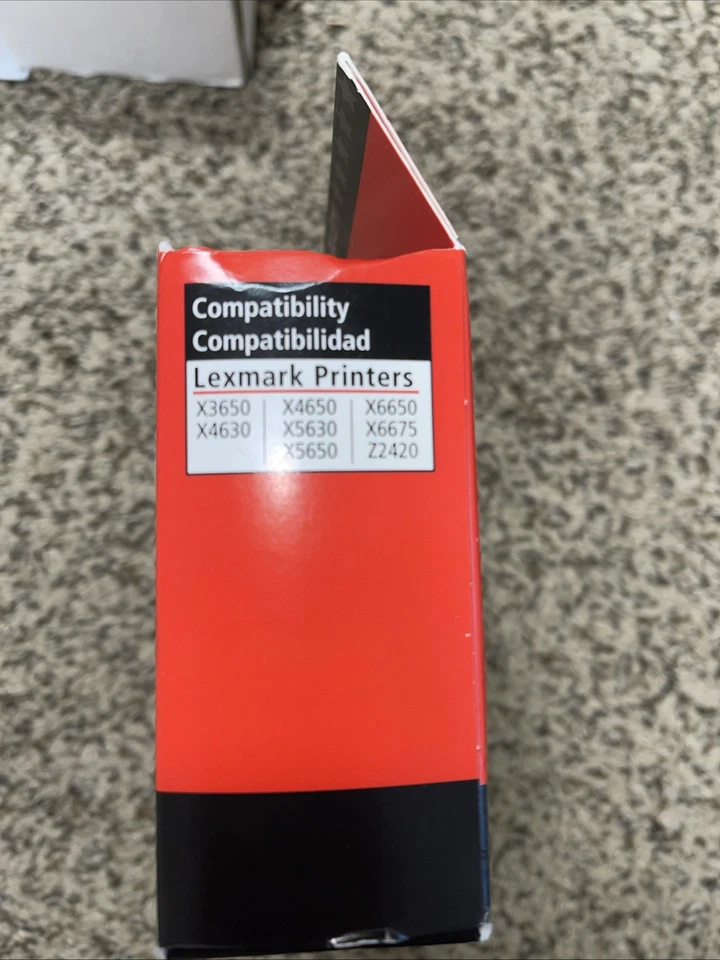 Compatibility
Compatibilidad
Lexmark Printers
X3650 X4650 X6650
X4630 X5630 X6675
X5650 Z2420